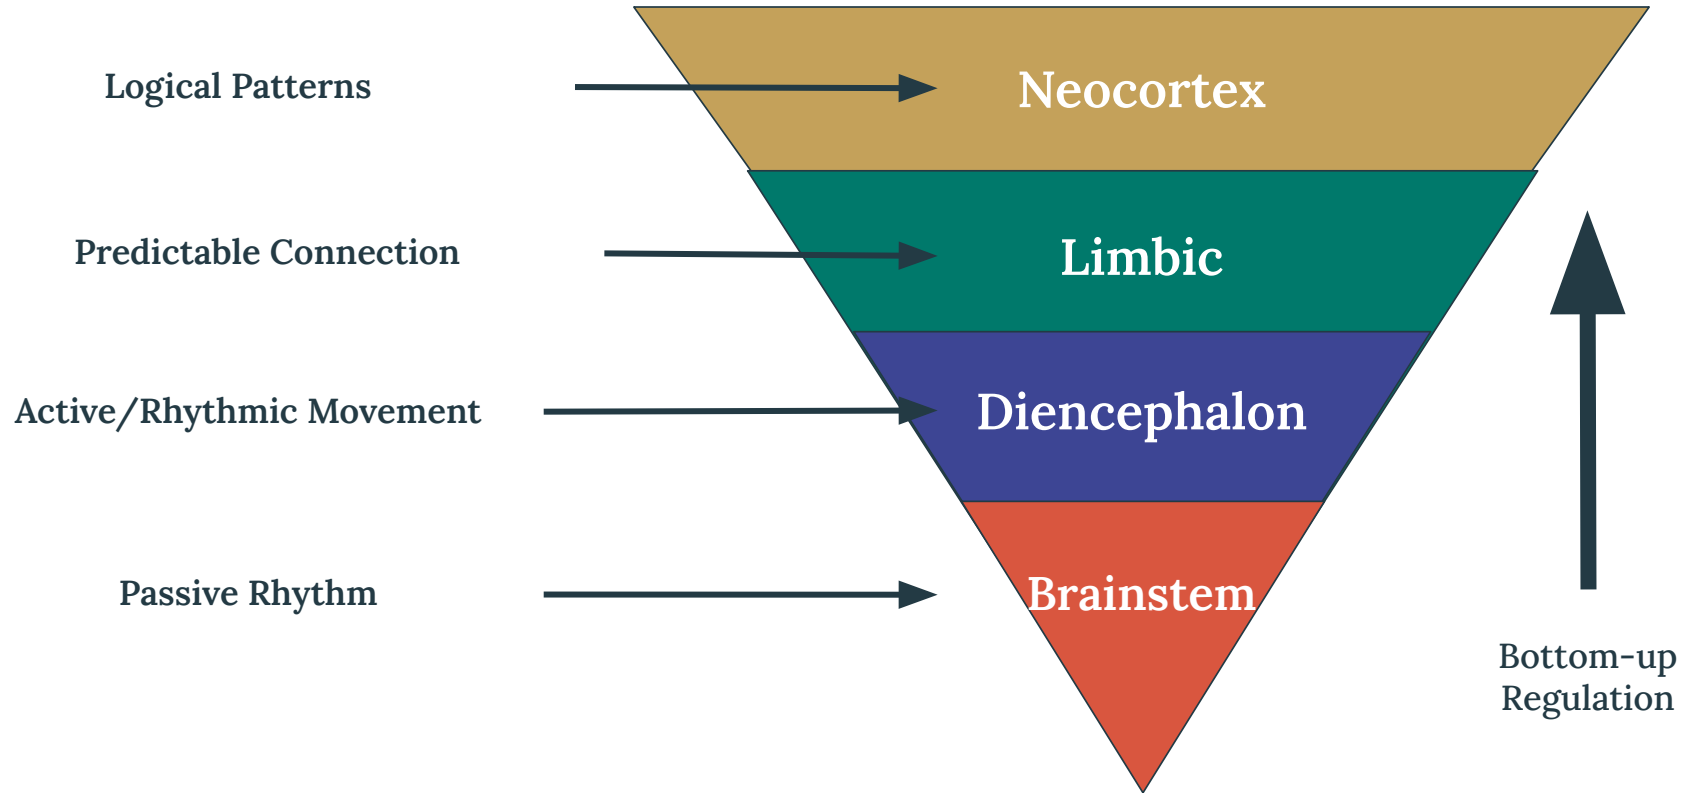 Logical Patterns
Neocortex
Predictable Connection
Limbic
Active/Rhythmic Movement
Diencephalon
Passive Rhythm
Brainstem
Bottom-up
Regulation